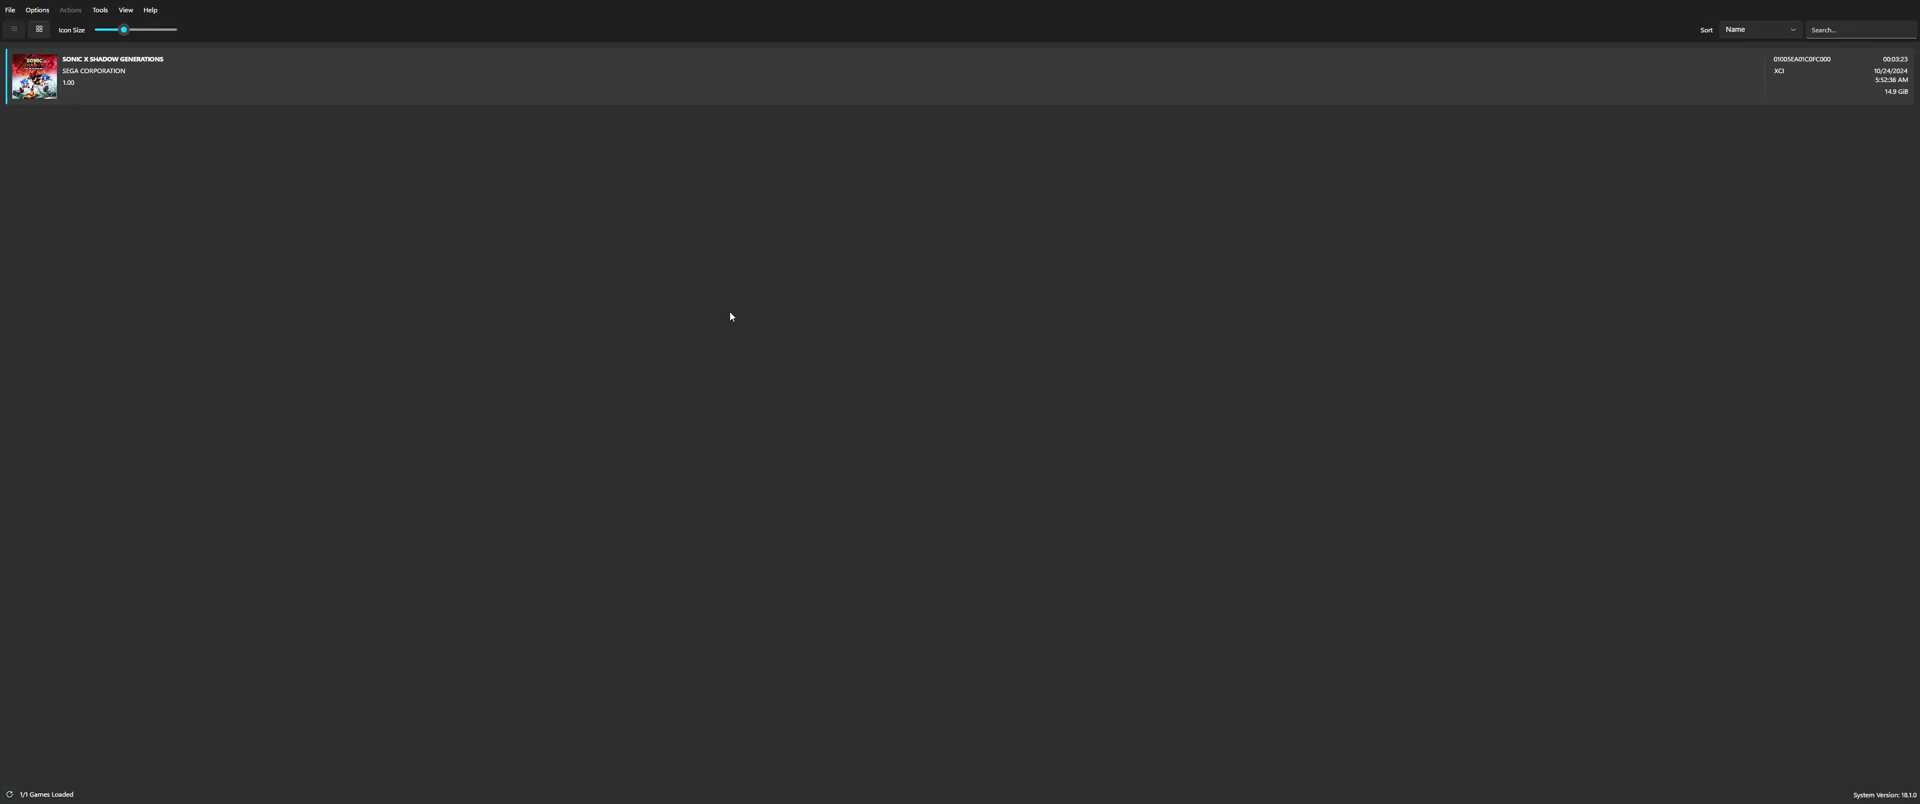 File Options Actions Tools View Help
Icon Size
Sort Name Search...
SONIC X SHADOW GENERATIONS
SEGA CORPORATION
1.00
01005EA01C0FC000 00:03:23
XCI 10/24/2024
5:52:36 AM
14.9 GiB
SONIC
1/1 Games Loaded
System Version: 18.1.0